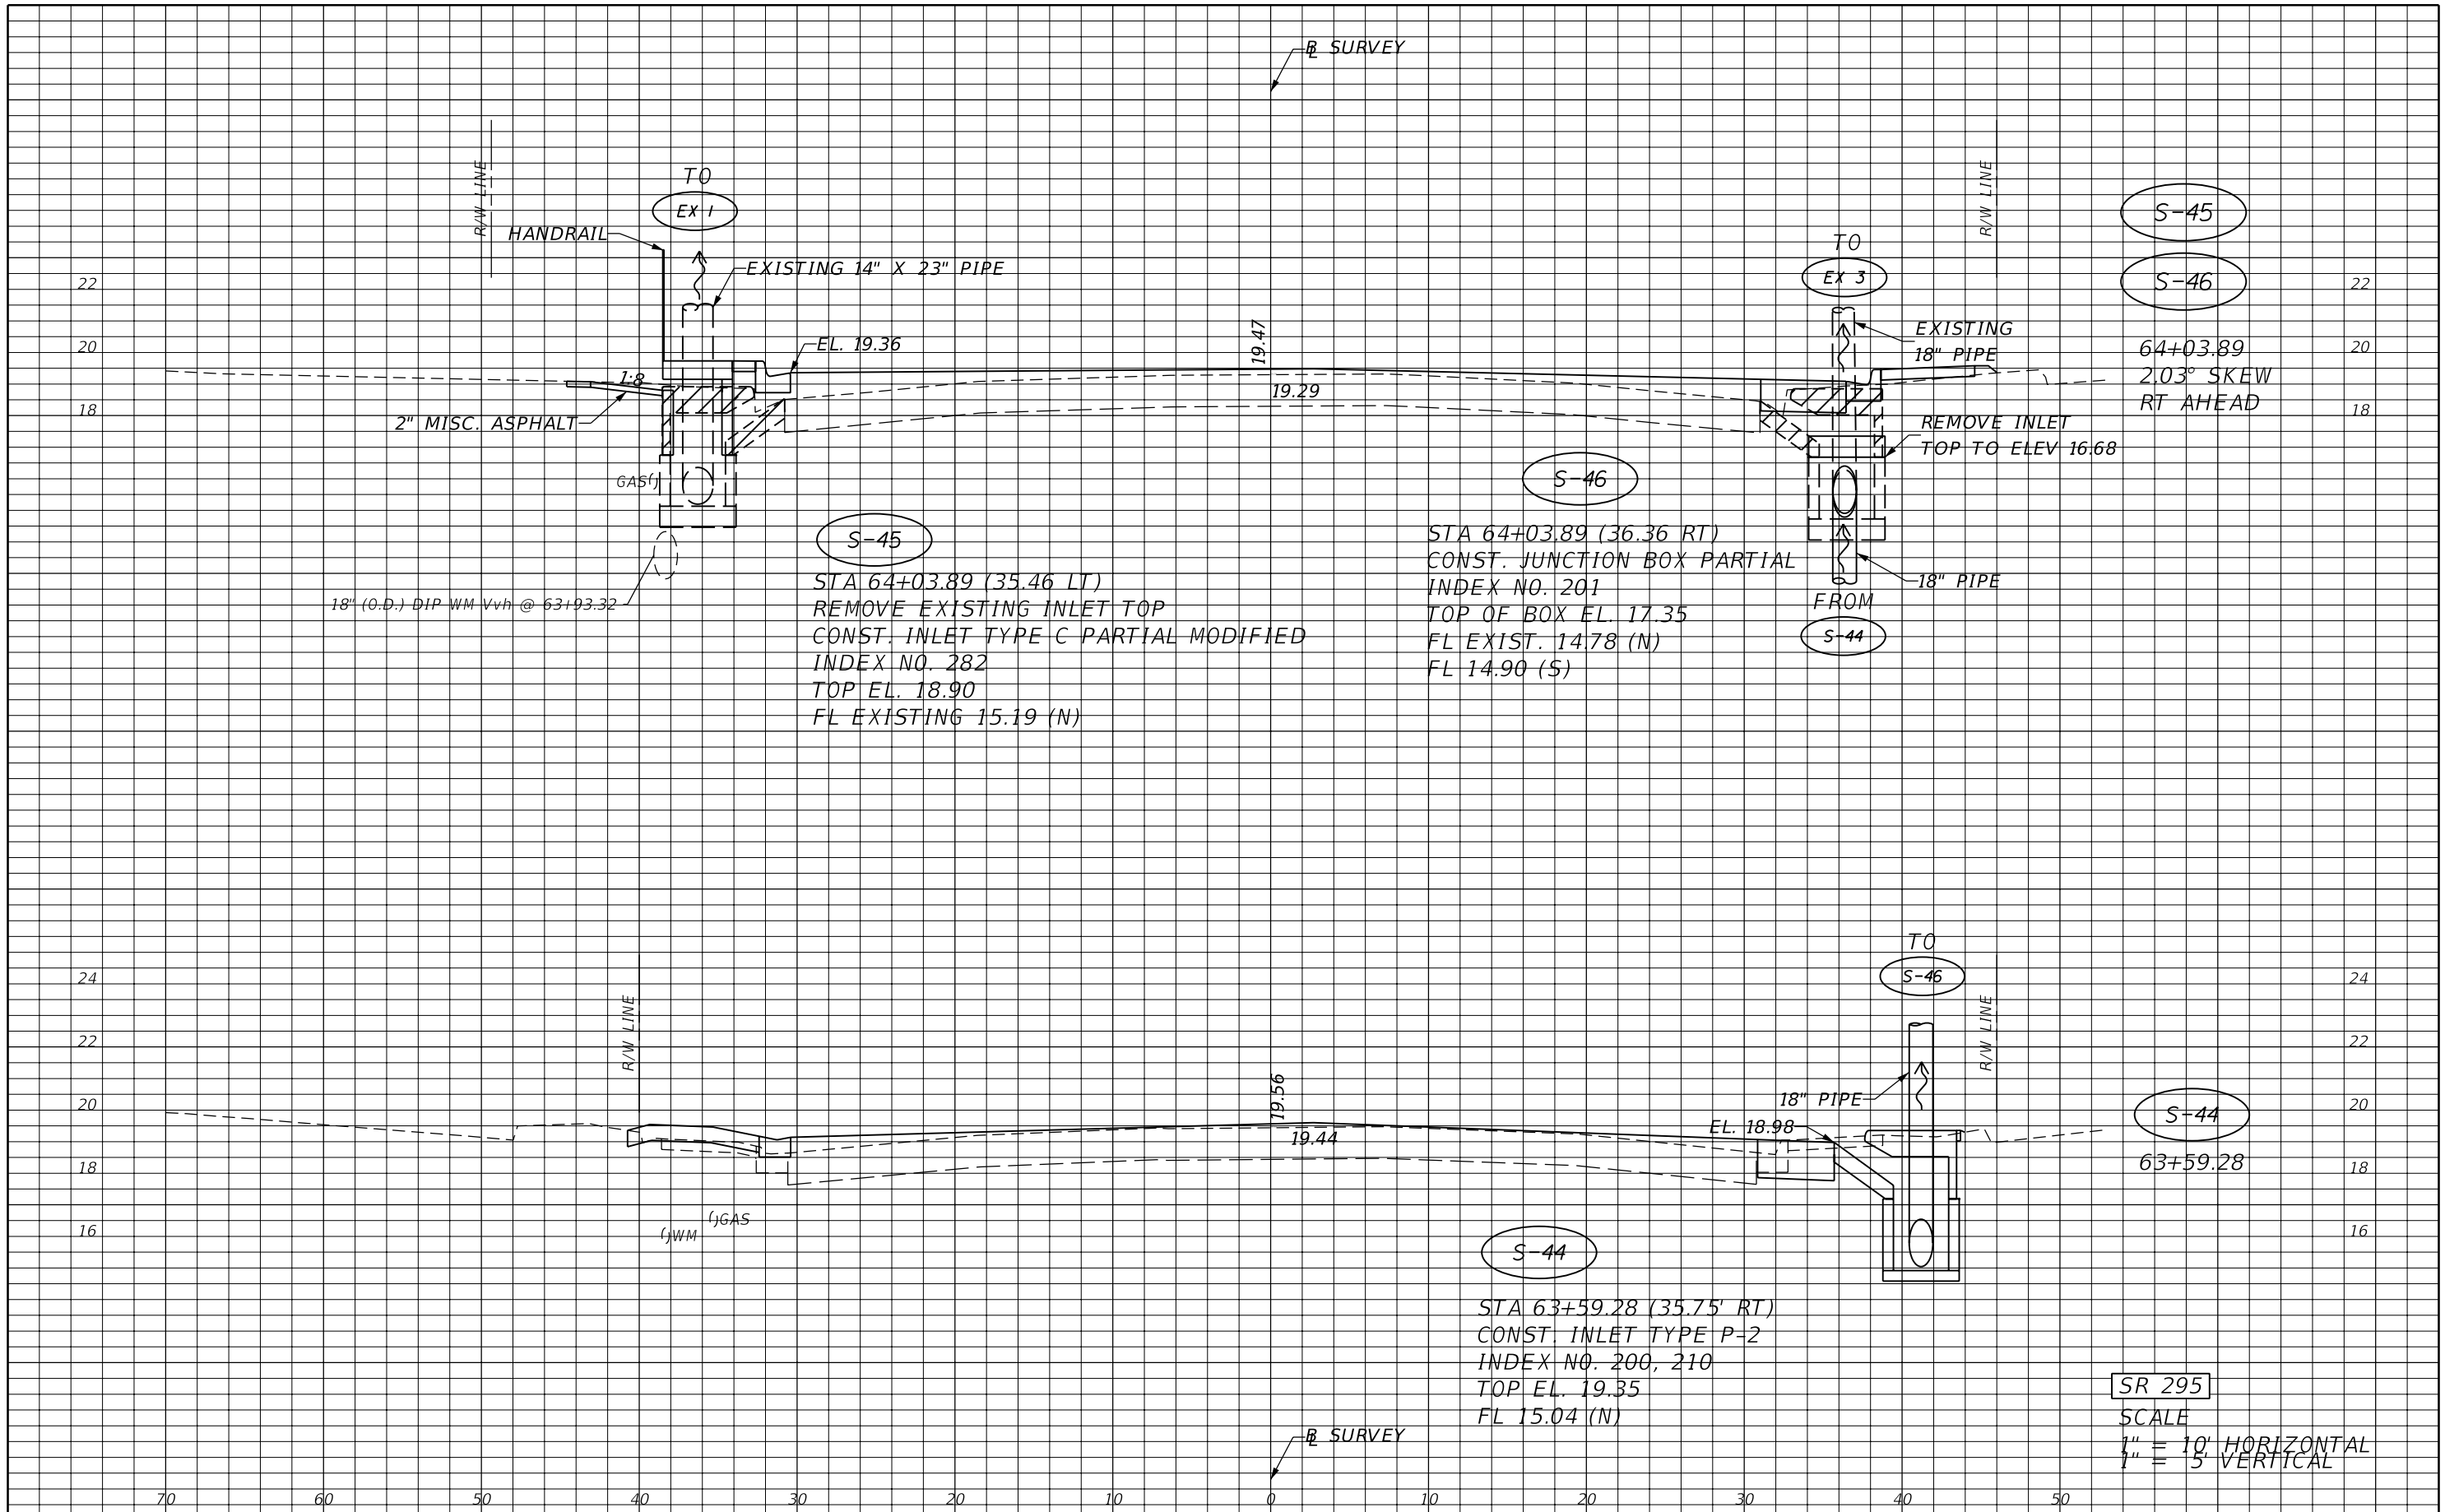 B SURVEY
R/W LINE
TO
EX 1
HANDRAIL
EXISTING 14" X 23" PIPE
EL. 19.36
1:8
2" MISC. ASPHALT
GAS
18" (O.D.) DIP WM Vvh @ 63+93.32
S-45
STA 64+03.89 (35.46 LT)
REMOVE EXISTING INLET TOP
CONST. INLET TYPE C PARTIAL MODIFIED
INDEX NO. 282
TOP EL. 18.90
FL EXISTING 15.19 (N)
19.47
19.29
S-46
STA 64+03.89 (36.36 RT)
CONST. JUNCTION BOX PARTIAL
INDEX NO. 201
TOP OF BOX EL. 17.35
FL EXIST. 14.78 (N)
FL 14.90 (S)
TO
EX 3
R/W LINE
EXISTING
18" PIPE
REMOVE INLET
TOP TO ELEV 16.68
18" PIPE
FROM
S-44
S-45
S-46
64+03.89
2.03° SKEW
RT AHEAD
22
20
18
22
20
18
24
22
20
18
16
R/W LINE
GAS
WM
19.56
19.44
TO
S-46
R/W LINE
18" PIPE
EL. 18.98
S-44
63+59.28
24
22
20
18
16
S-44
STA 63+59.28 (35.75' RT)
CONST. INLET TYPE P-2
INDEX NO. 200, 210
TOP EL. 19.35
FL 15.04 (N)
B SURVEY
SR 295
SCALE
1" = 10' HORIZONTAL
1" = 5' VERTICAL
70 60 50 40 30 20 10 0 10 20 30 40 50